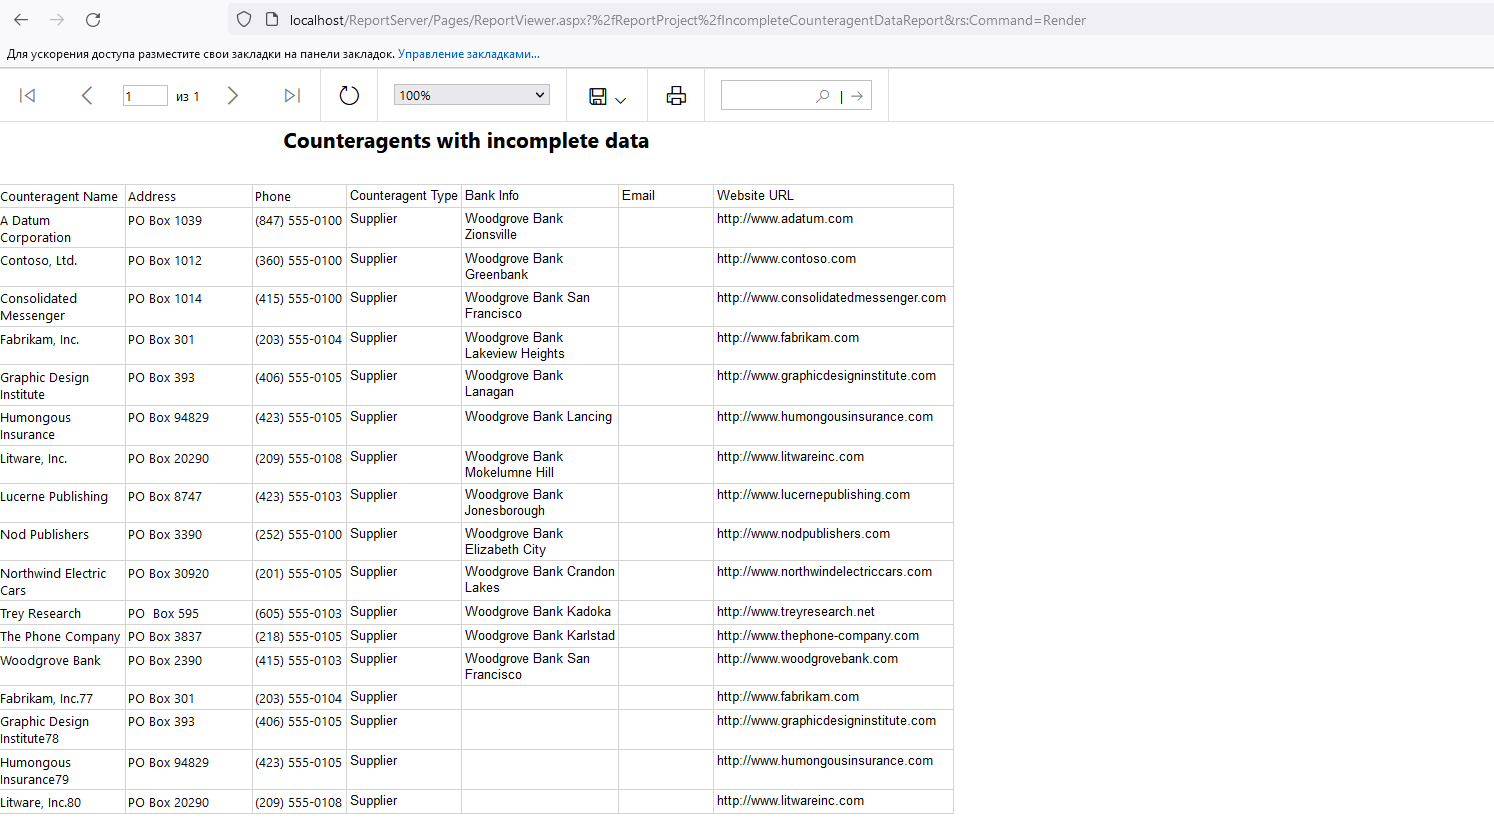 localhost/ReportServer/Pages/ReportViewer.aspx?%2fReportProject%2fIncompleteCounteragentDataReport&rs:Command=Render
Для ускорения доступа разместите свои закладки на панели закладок. Управление закладками...
1 из 1 100% |
Counteragents with incomplete data
Counteragent Name Address Phone Counteragent Type Bank Info Email Website URL
A Datum PO Box 1039 (847) 555-0100 Supplier Woodgrove Bank http://www.adatum.com
Corporation Zionsville
Contoso, Ltd. PO Box 1012 (360) 555-0100 Supplier Woodgrove Bank http://www.contoso.com
Greenbank
Consolidated PO Box 1014 (415) 555-0100 Supplier Woodgrove Bank San http://www.consolidatedmessenger.com
Messenger Francisco
Fabrikam, Inc. PO Box 301 (203) 555-0104 Supplier Woodgrove Bank http://www.fabrikam.com
Lakeview Heights
Graphic Design PO Box 393 (406) 555-0105 Supplier Woodgrove Bank http://www.graphicdesigninstitute.com
Institute Lanagan
Humongous PO Box 94829 (423) 555-0105 Supplier Woodgrove Bank Lancing http://www.humongousinsurance.com
Insurance
Litware, Inc. PO Box 20290 (209) 555-0108 Supplier Woodgrove Bank http://www.litwareinc.com
Mokelumne Hill
Lucerne Publishing PO Box 8747 (423) 555-0103 Supplier Woodgrove Bank http://www.lucernepublishing.com
Jonesborough
Nod Publishers PO Box 3390 (252) 555-0100 Supplier Woodgrove Bank http://www.nodpublishers.com
Elizabeth City
Northwind Electric PO Box 30920 (201) 555-0105 Supplier Woodgrove Bank Crandon http://www.northwindelectriccars.com
Cars Lakes
Trey Research PO  Box 595 (605) 555-0103 Supplier Woodgrove Bank Kadoka http://www.treyresearch.net
The Phone Company PO Box 3837 (218) 555-0105 Supplier Woodgrove Bank Karlstad http://www.thephone-company.com
Woodgrove Bank PO Box 2390 (415) 555-0103 Supplier Woodgrove Bank San http://www.woodgrovebank.com
Francisco
Fabrikam, Inc.77 PO Box 301 (203) 555-0104 Supplier http://www.fabrikam.com
Graphic Design PO Box 393 (406) 555-0105 Supplier http://www.graphicdesigninstitute.com
Institute78
Humongous PO Box 94829 (423) 555-0105 Supplier http://www.humongousinsurance.com
Insurance79
Litware, Inc.80 PO Box 20290 (209) 555-0108 Supplier http://www.litwareinc.com